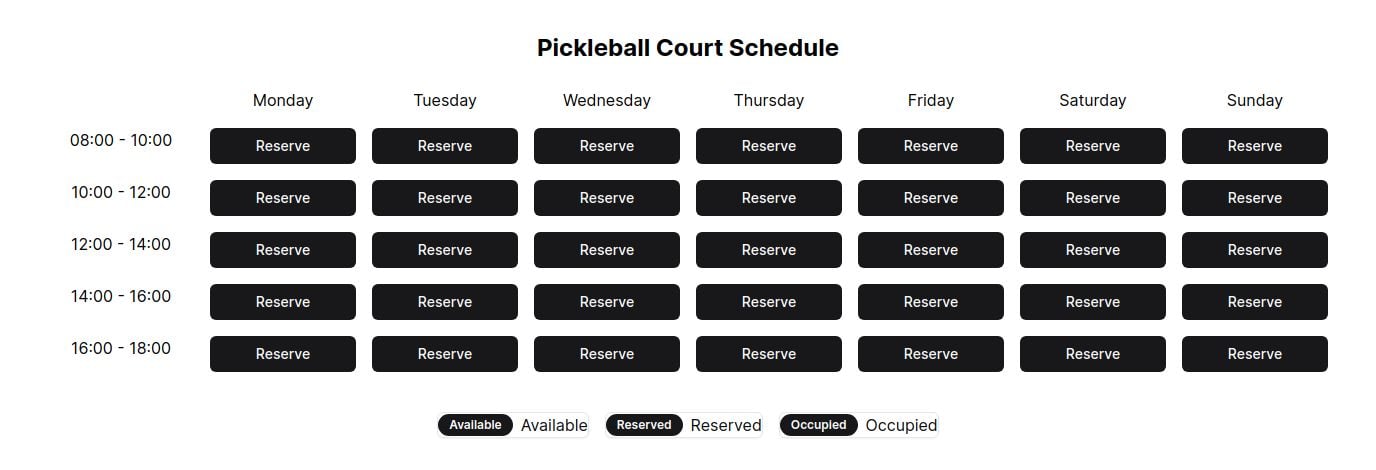 Pickleball Court Schedule
Monday Tuesday Wednesday Thursday Friday Saturday Sunday
08:00 - 10:00 Reserve Reserve Reserve Reserve Reserve Reserve Reserve
10:00 - 12:00 Reserve Reserve Reserve Reserve Reserve Reserve Reserve
12:00 - 14:00 Reserve Reserve Reserve Reserve Reserve Reserve Reserve
14:00 - 16:00 Reserve Reserve Reserve Reserve Reserve Reserve Reserve
16:00 - 18:00 Reserve Reserve Reserve Reserve Reserve Reserve Reserve
Available Available Reserved Reserved Occupied Occupied